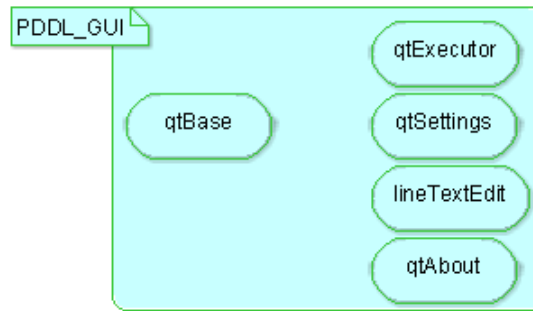 PDDL_GUI
qtExecutor
qtBase
qtSettings
lineTextEdit
qtAbout